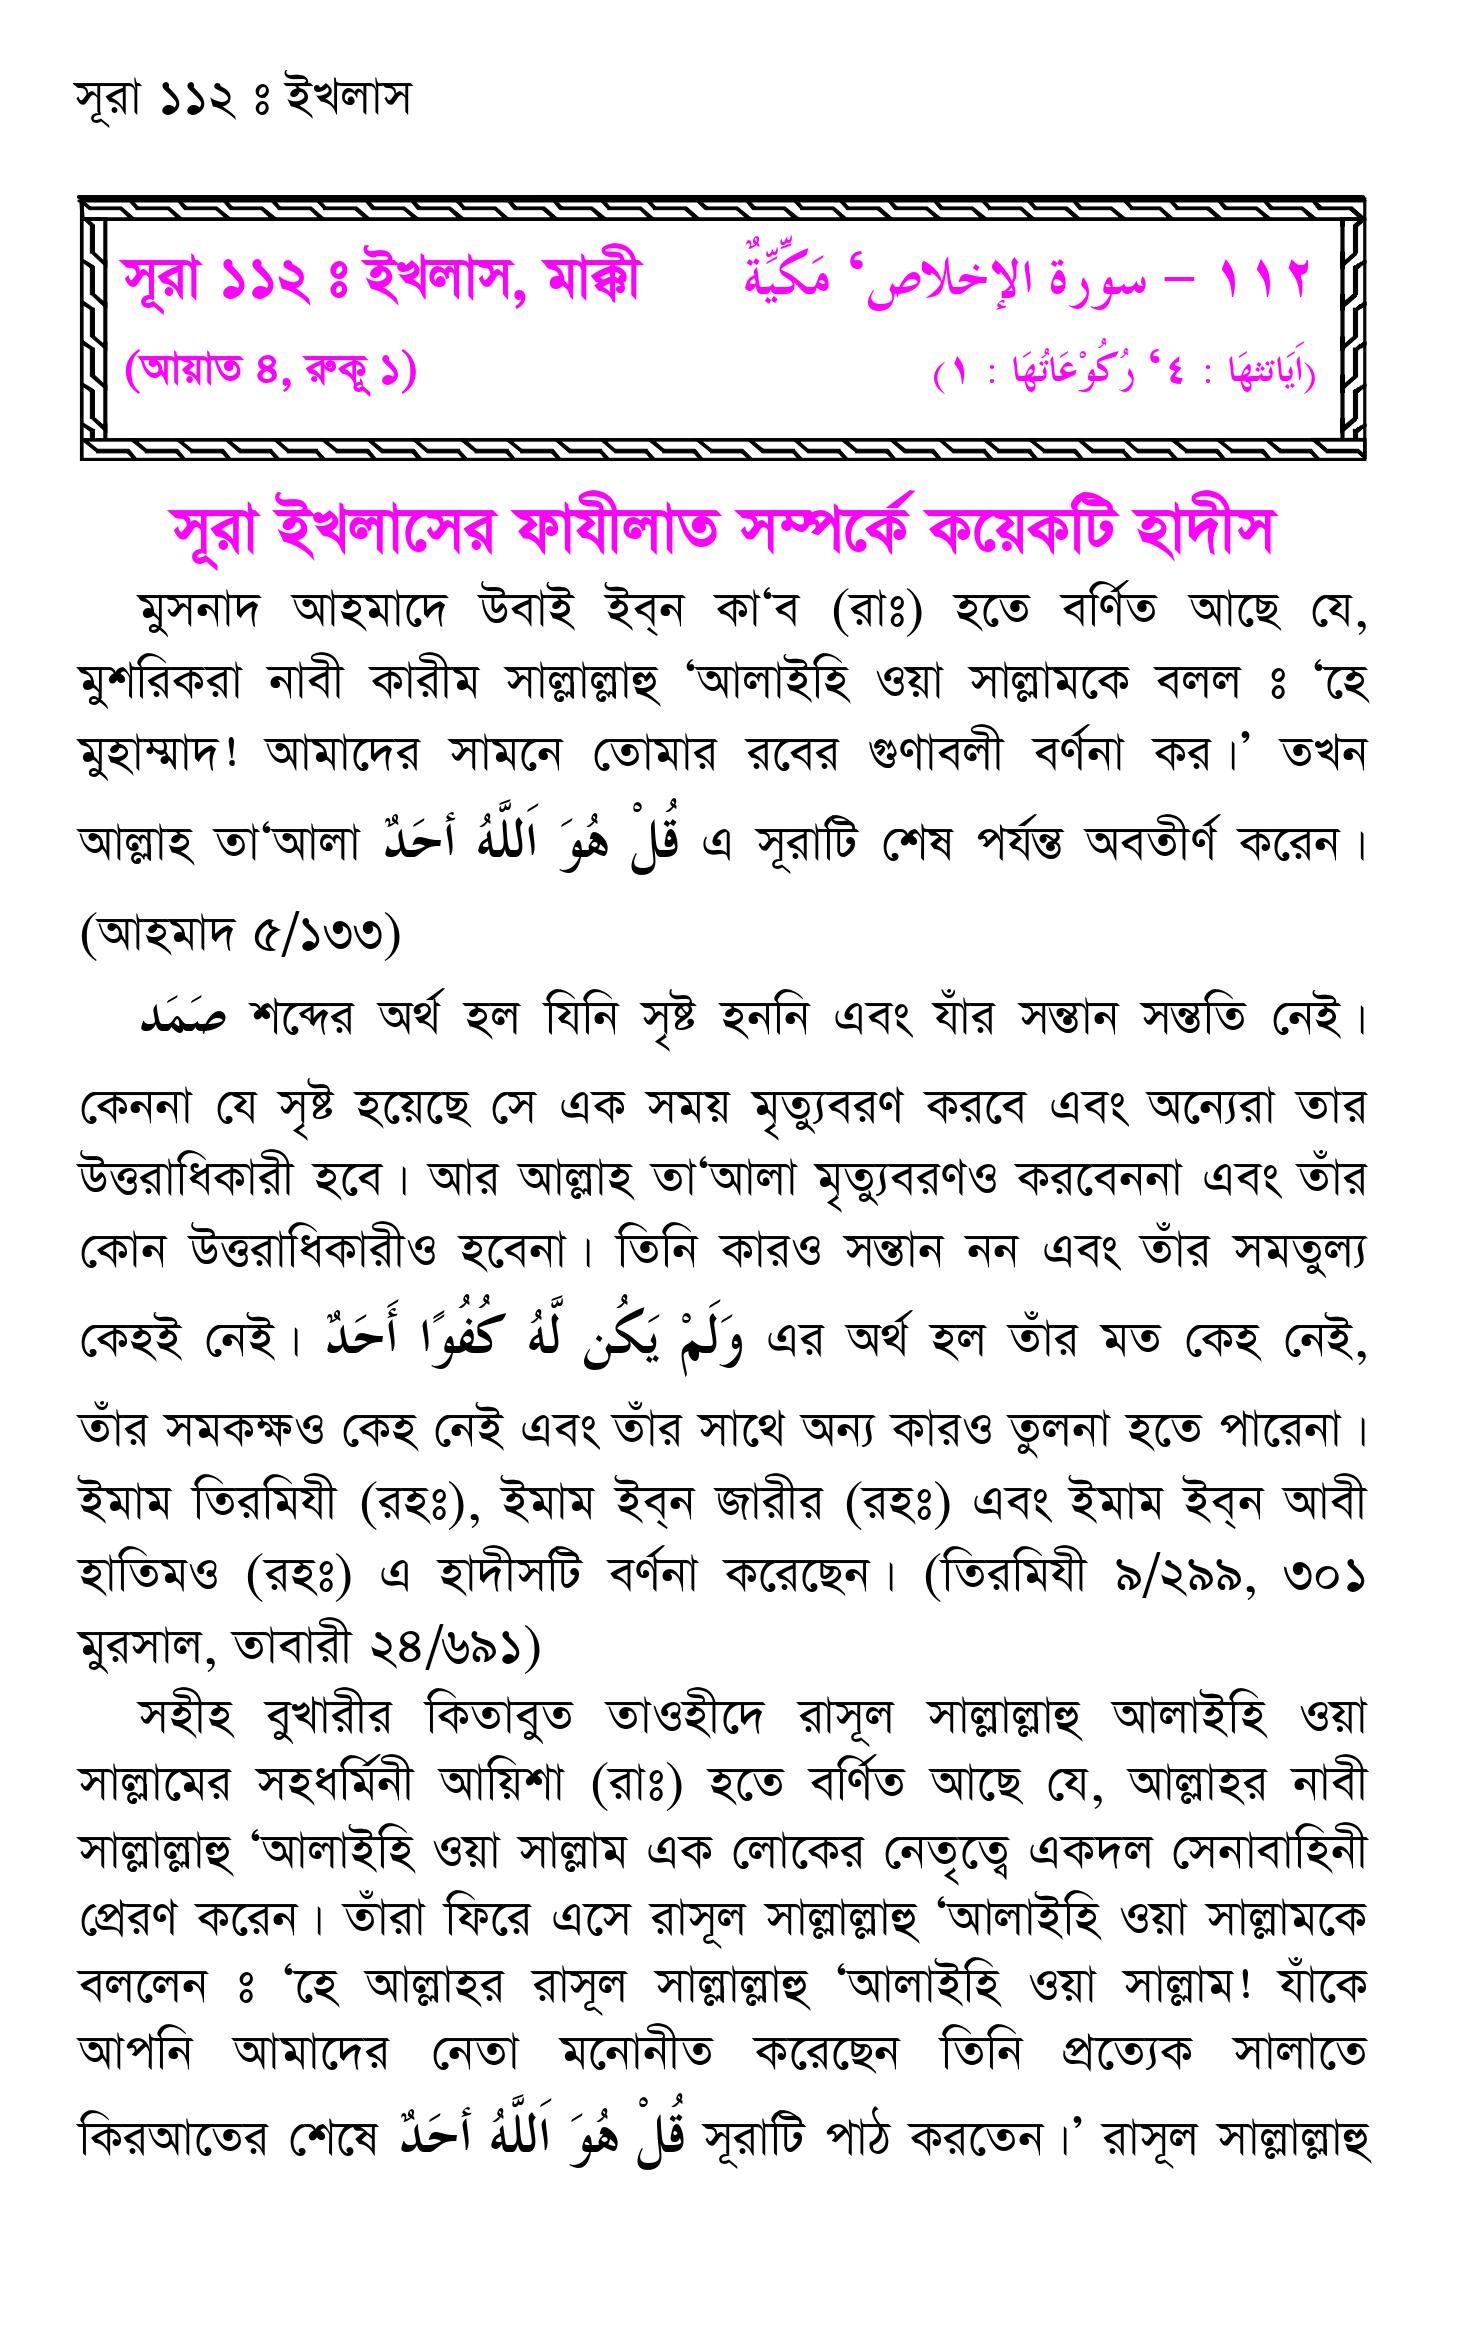 সূরা ১১২ ঃ ইখলাস
সূরা ১১২ ঃ ইখলাস, মাক্কী ١١٢ – سورة الإخلاص‘ مَكِّيَّةٌ
(আয়াত ৪, রুকূ ১) (اَيَاتثهَا : ٤‘ رُكُوْعَاتُهَا : ١)
সূরা ইখলাসের ফাযীলাত সম্পর্কে কয়েকটি হাদীস
মুসনাদ আহমাদে উবাই ইব্‌ন কা‘ব (রাঃ) হতে বর্ণিত আছে যে,
মুশরিকরা নাবী কারীম সাল্লাল্লাহু ‘আলাইহি ওয়া সাল্লামকে বলল ঃ ‘হে
মুহাম্মাদ! আমাদের সামনে তোমার রবের গুণাবলী বর্ণনা কর।’ তখন
আল্লাহ তা‘আলা قُلْ هُوَ اَللَّهُ أحَدٌ এ সূরাটি শেষ পর্যন্ত অবতীর্ণ করেন।
(আহমাদ ৫/১৩৩)
صَمَد শব্দের অর্থ হল যিনি সৃষ্ট হননি এবং যাঁর সন্তান সন্ততি নেই।
কেননা যে সৃষ্ট হয়েছে সে এক সময় মৃত্যুবরণ করবে এবং অন্যেরা তার
উত্তরাধিকারী হবে। আর আল্লাহ তা‘আলা মৃত্যুবরণও করবেননা এবং তাঁর
কোন উত্তরাধিকারীও হবেনা। তিনি কারও সন্তান নন এবং তাঁর সমতুল্য
কেহই নেই। وَلَمْ يَكُن لَّهُ كُفُوًا أَحَدٌ এর অর্থ হল তাঁর মত কেহ নেই,
তাঁর সমকক্ষও কেহ নেই এবং তাঁর সাথে অন্য কারও তুলনা হতে পারেনা।
ইমাম তিরমিযী (রহঃ), ইমাম ইব্‌ন জারীর (রহঃ) এবং ইমাম ইব্‌ন আবী
হাতিমও (রহঃ) এ হাদীসটি বর্ণনা করেছেন। (তিরমিযী ৯/২৯৯, ৩০১
মুরসাল, তাবারী ২৪/৬৯১)
সহীহ বুখারীর কিতাবুত তাওহীদে রাসূল সাল্লাল্লাহু আলাইহি ওয়া
সাল্লামের সহধর্মিনী আয়িশা (রাঃ) হতে বর্ণিত আছে যে, আল্লাহর নাবী
সাল্লাল্লাহু ‘আলাইহি ওয়া সাল্লাম এক লোকের নেতৃত্বে একদল সেনাবাহিনী
প্রেরণ করেন। তাঁরা ফিরে এসে রাসূল সাল্লাল্লাহু ‘আলাইহি ওয়া সাল্লামকে
বললেন ঃ ‘হে আল্লাহর রাসূল সাল্লাল্লাহু ‘আলাইহি ওয়া সাল্লাম! যাঁকে
আপনি আমাদের নেতা মনোনীত করেছেন তিনি প্রত্যেক সালাতে
কিরআতের শেষে قُلْ هُوَ اَللَّهُ أحَدٌ সূরাটি পাঠ করতেন।’ রাসূল সাল্লাল্লাহু